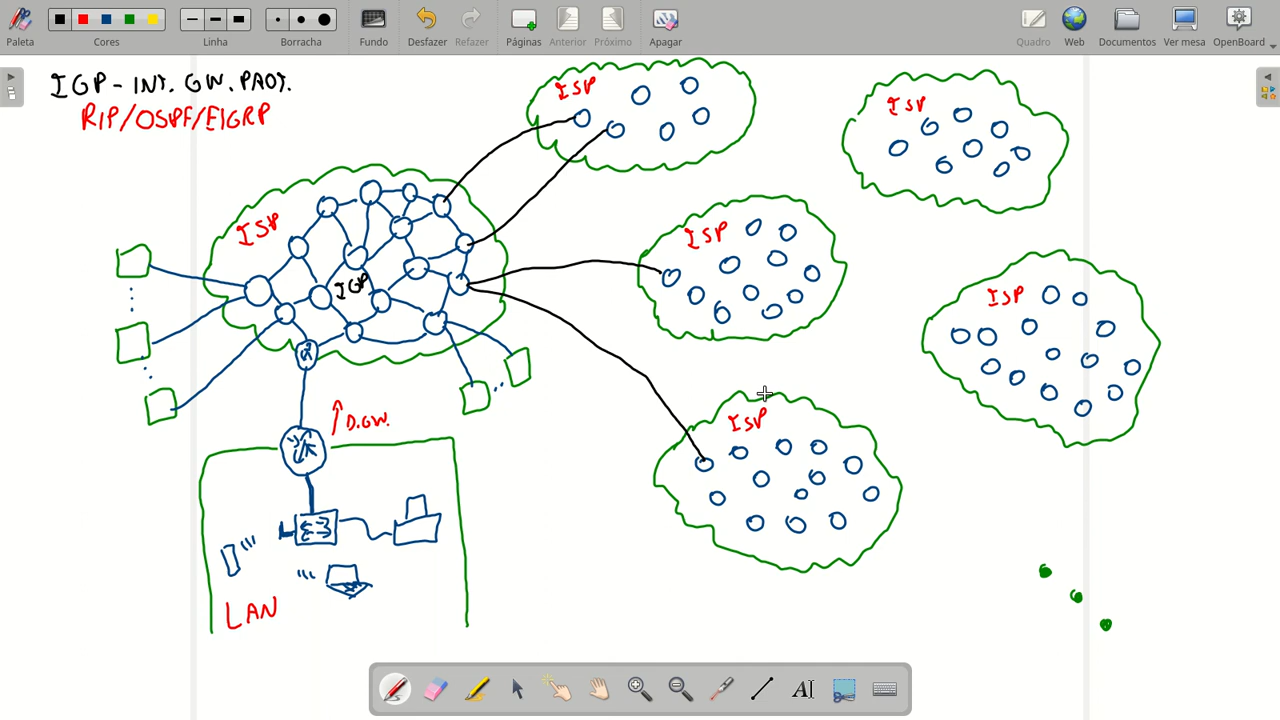 Paleta
Cores
Linha
Borracha
Fundo
Desfazer
Refazer
Páginas
Anterior
Próximo
Apagar
Quadro
Web
Documentos
Ver mesa
OpenBoard
IGP - INT. GW. PROT.
RIP/OSPF/EIGRP
ISP
ISP
ISP
ISP
IGP
ISP
ISP
R
D.GW.
LAN
AI